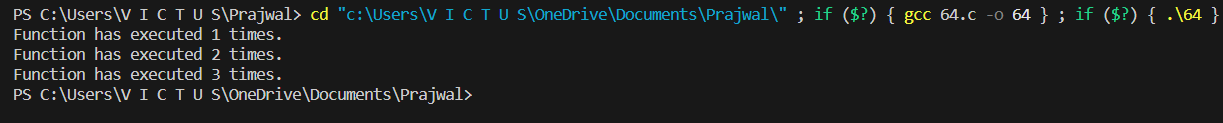 PS C:\Users\V I C T U S\Prajwal> cd "c:\Users\V I C T U S\OneDrive\Documents\Prajwal\" ; if ($?) { gcc 64.c -o 64 } ; if ($?) { .\64 }
Function has executed 1 times.
Function has executed 2 times.
Function has executed 3 times.
PS C:\Users\V I C T U S\OneDrive\Documents\Prajwal>